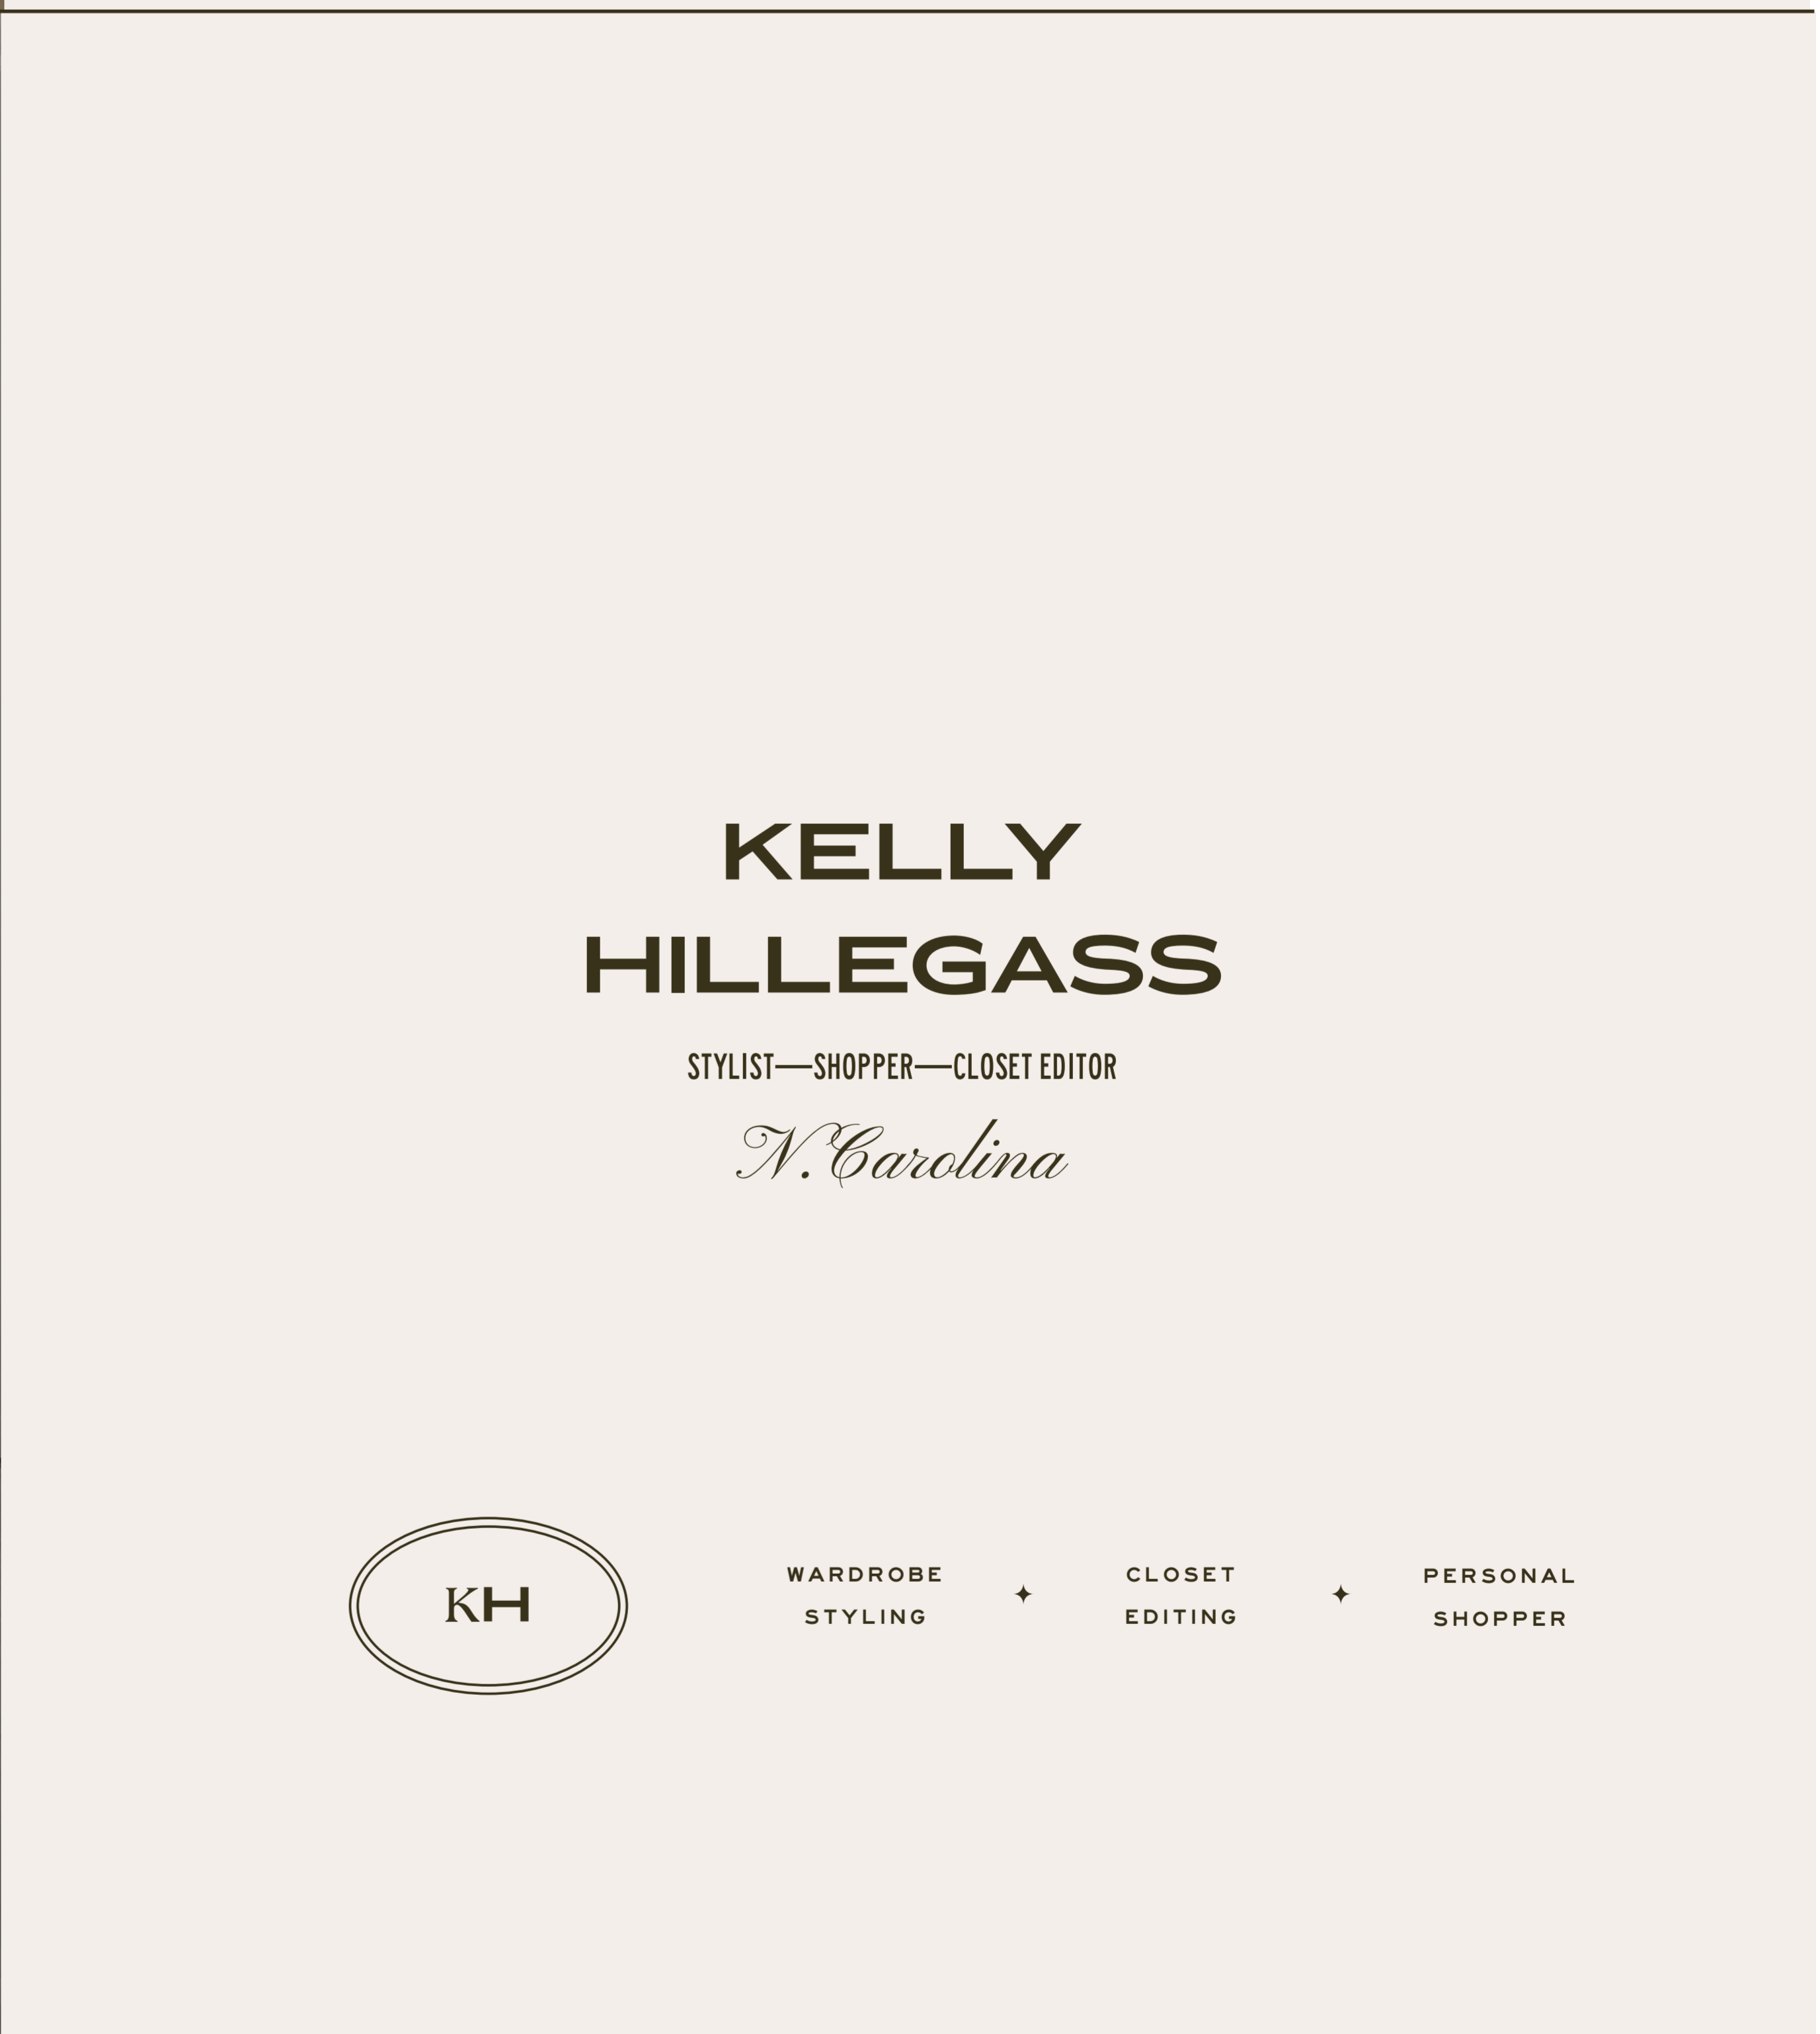 KELLY
HILLEGASS
STYLIST—SHOPPER—CLOSET EDITOR
N. Carolina
KH
WARDROBE
STYLING
CLOSET
EDITING
PERSONAL
SHOPPER